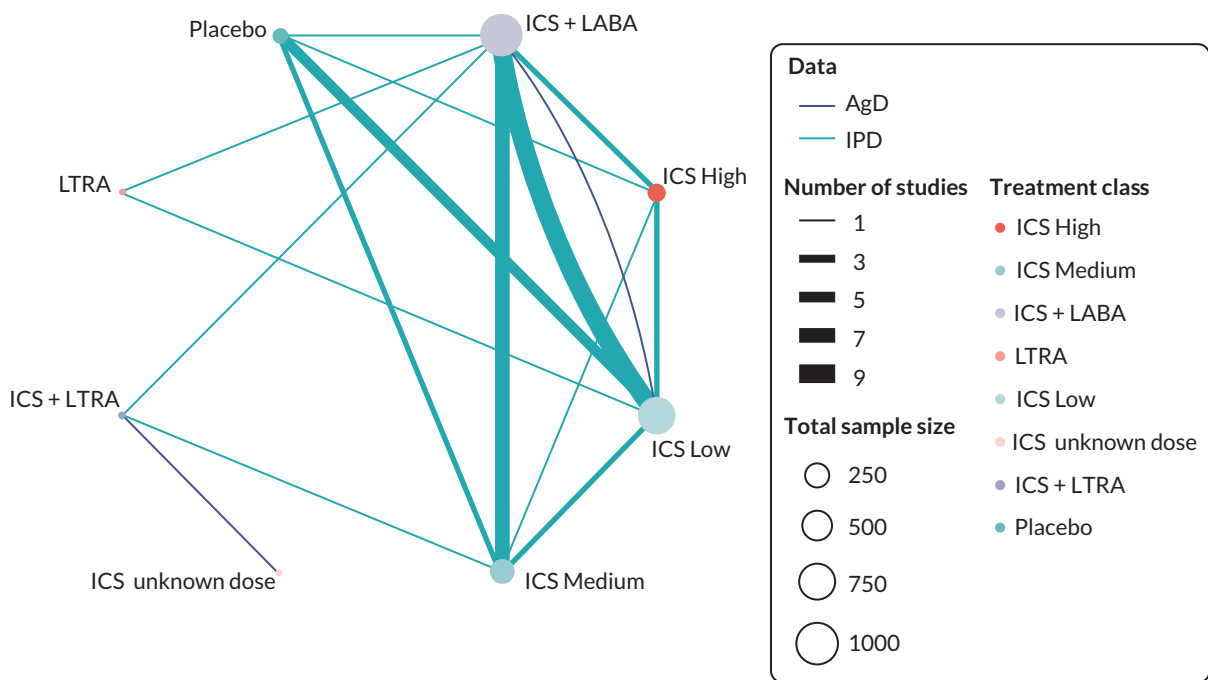 Placebo
ICS + LABA
LTRA
ICS High
ICS + LTRA
ICS Low
ICS unknown dose
ICS Medium
Data
AgD
IPD
Number of studies
1
3
5
7
9
Total sample size
250
500
750
1000
Treatment class
ICS High
ICS Medium
ICS + LABA
LTRA
ICS Low
ICS unknown dose
ICS + LTRA
Placebo